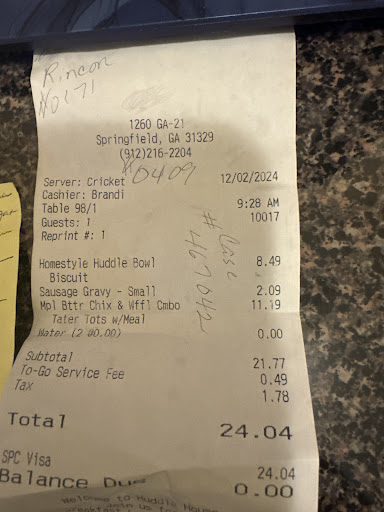 Rincon
#0171
1260 GA-21
Springfield, GA 31329
(912)216-2204
#0409
Server: Cricket 12/02/2024
Cashier: Brandi
Table 98/1 9:28 AM
Guests: 1 10017
Reprint #: 1
# Case
467042
Homestyle Huddle Bowl 8.49
Biscuit
Sausage Gravy - Small 2.09
Mpl Bttr Chix & Wffl Cmbo 11.19
Tater Tots w/Meal
Water (2 @0.00) 0.00
Subtotal 21.77
To-Go Service Fee 0.49
Tax 1.78
Total 24.04
SPC Visa 24.04
Balance Due 0.00
Welcome to Huddle House
join us for